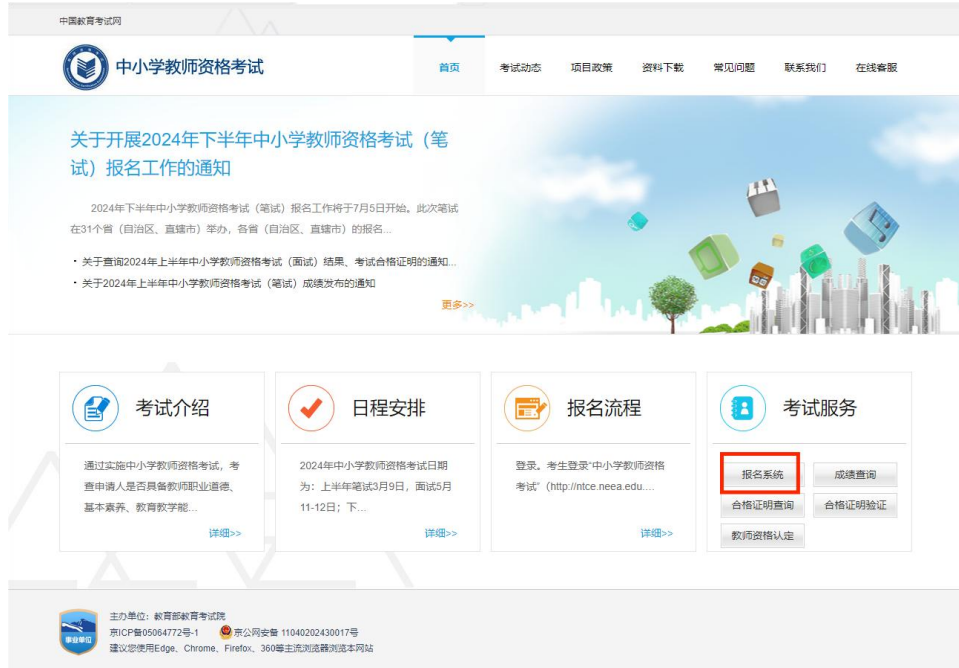 中国教育考试网
中小学教师资格考试
首页 考试动态 项目政策 资料下载 常见问题 联系我们 在线客服
关于开展2024年下半年中小学教师资格考试（笔
试）报名工作的通知
2024年下半年中小学教师资格考试（笔试）报名工作将于7月5日开始。此次笔试
在31个省（自治区、直辖市）举办，各省（自治区、直辖市）的报名...
· 关于查询2024年上半年中小学教师资格考试（面试）结果、考试合格证明的通知...
· 关于2024年上半年中小学教师资格考试（笔试）成绩发布的通知
更多>>
考试介绍
通过实施中小学教师资格考试，考
查申请人是否具备教师职业道德、
基本素养、教育教学能...
详细>>
日程安排
2024年中小学教师资格考试日期
为：上半年笔试3月9日，面试5月
11-12日；下...
详细>>
报名流程
登录。考生登录“中小学教师资格
考试”（http://ntce.neea.edu....
详细>>
考试服务
报名系统 成绩查询
合格证明查询 合格证明验证
教师资格认定
事业单位
主办单位：教育部教育考试院
京ICP备05064772号-1 京公网安备 11040202430017号
建议您使用Edge、Chrome、Firefox、360等主流浏览器浏览本网站